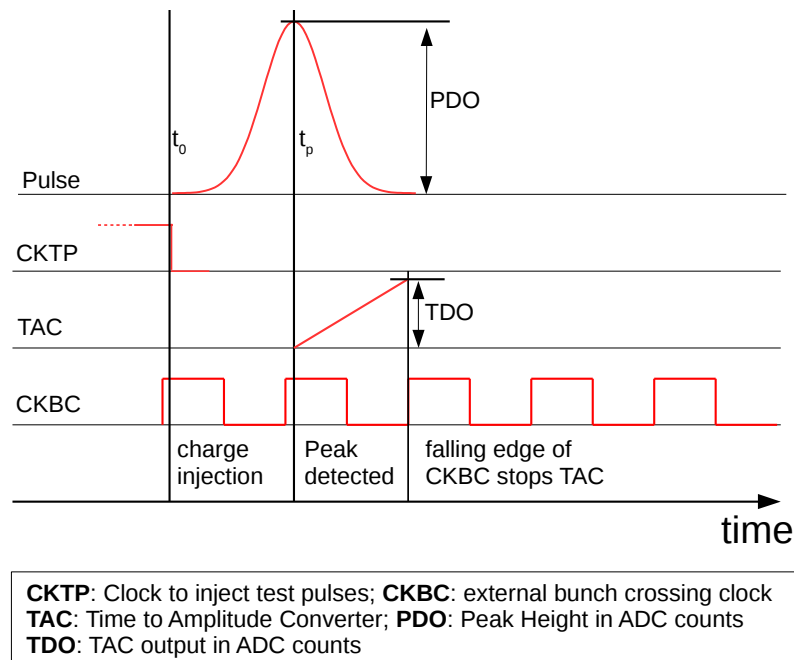 PDO
t0
tp
Pulse
CKTP
TDO
TAC
CKBC
charge
injection
Peak
detected
falling edge of
CKBC stops TAC
time
CKTP: Clock to inject test pulses; CKBC: external bunch crossing clock
TAC: Time to Amplitude Converter; PDO: Peak Height in ADC counts
TDO: TAC output in ADC counts